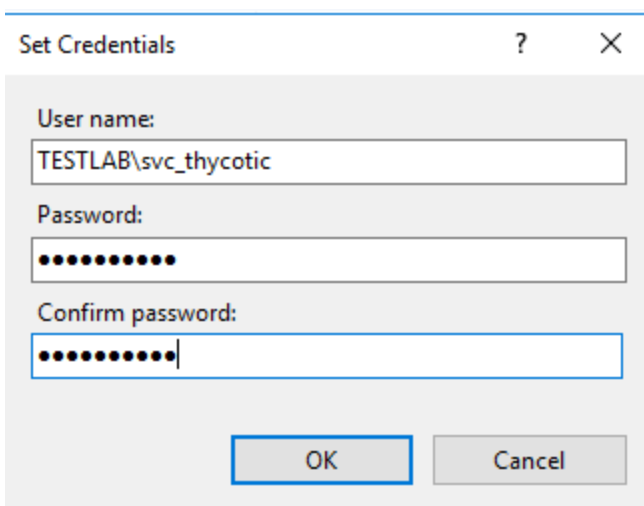 Set Credentials ?
User name:
TESTLAB\svc_thycotic
Password:
●●●●●●●●●●
Confirm password:
●●●●●●●●●●
OK Cancel